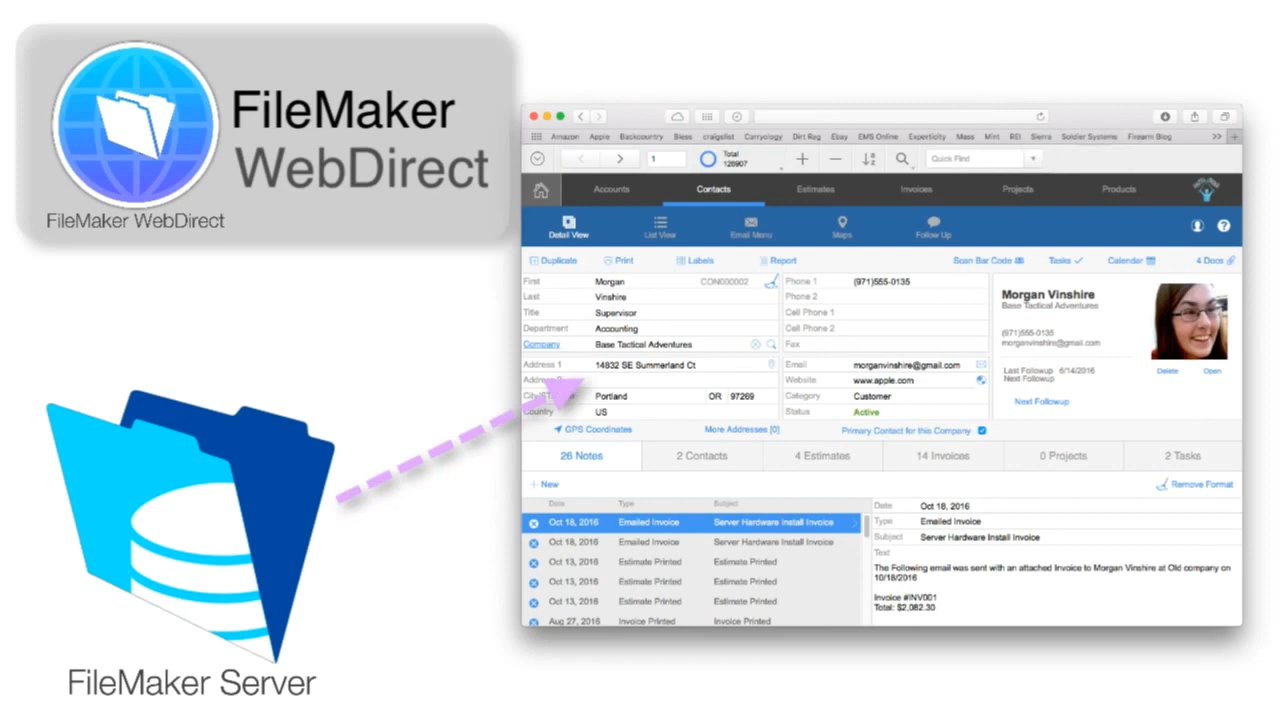 FileMaker
WebDirect
FileMaker WebDirect
Amazon Apple Backcountry Bless craigslist Carryology Dirt Rag Ebay EMS Online Experticity Mass Mint REI Sierra Soldier Systems Firearm Blog
1 Total 126907 Quick Find
Accounts Contacts Estimates Invoices Projects Products
Detail View List View Email Menu Maps Follow Up
Duplicate Print Labels Report Scan Bar Code Tasks Calendar 4 Docs
First Morgan CON000002 Phone 1 (971)555-0135
Last Vinshire Phone 2
Title Supervisor Cell Phone 1
Department Accounting Cell Phone 2
Company Base Tactical Adventures Fax
Morgan Vinshire
Base Tactical Adventures
(971)555-0135
morganvinshire@gmail.com
Last Followup 6/14/2016
Next Followup
Delete Open
Next Followup
Address 1 14832 SE Summerland Ct Email morganvinshire@gmail.com
Address Website www.apple.com
City/ Portland OR 97269 Category Customer
Country US Status Active
GPS Coordinates More Addresses [0] Primary Contact for this Company
26 Notes 2 Contacts 4 Estimates 14 Invoices 0 Projects 2 Tasks
+ New Remove Format
Date Type Subject
Oct 18, 2016 Emailed Invoice Server Hardware Install Invoice
Oct 18, 2016 Emailed Invoice Server Hardware Install Invoice
Oct 13, 2016 Estimate Printed Estimate Printed
Oct 13, 2016 Estimate Printed Estimate Printed
Oct 13, 2016 Estimate Printed Estimate Printed
Aug 27, 2016 Invoice Printed Invoice Printed
Date Oct 18, 2016
Type Emailed Invoice
Subject Server Hardware Install Invoice
Text
The Following email was sent with an attached Invoice to Morgan Vinshire at Old company on
10/18/2016
Invoice #INV001
Total: $2,082.30
FileMaker Server